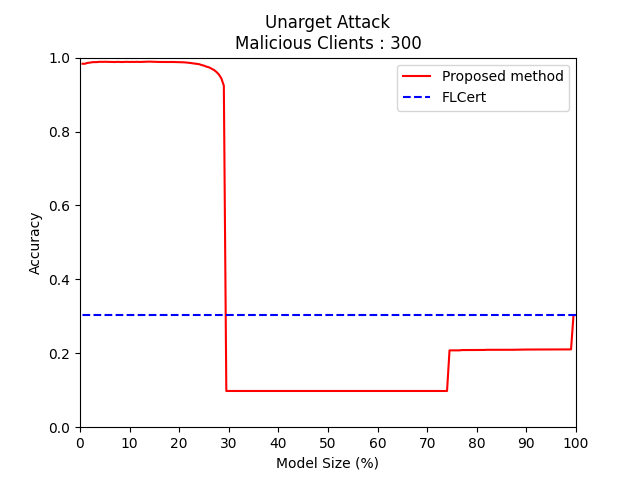 Unarget Attack
Malicious Clients : 300
Proposed method
FLCert
1.0
0.8
0.6
0.4
0.2
0.0
Accuracy
0 10 20 30 40 50 60 70 80 90 100
Model Size (%)